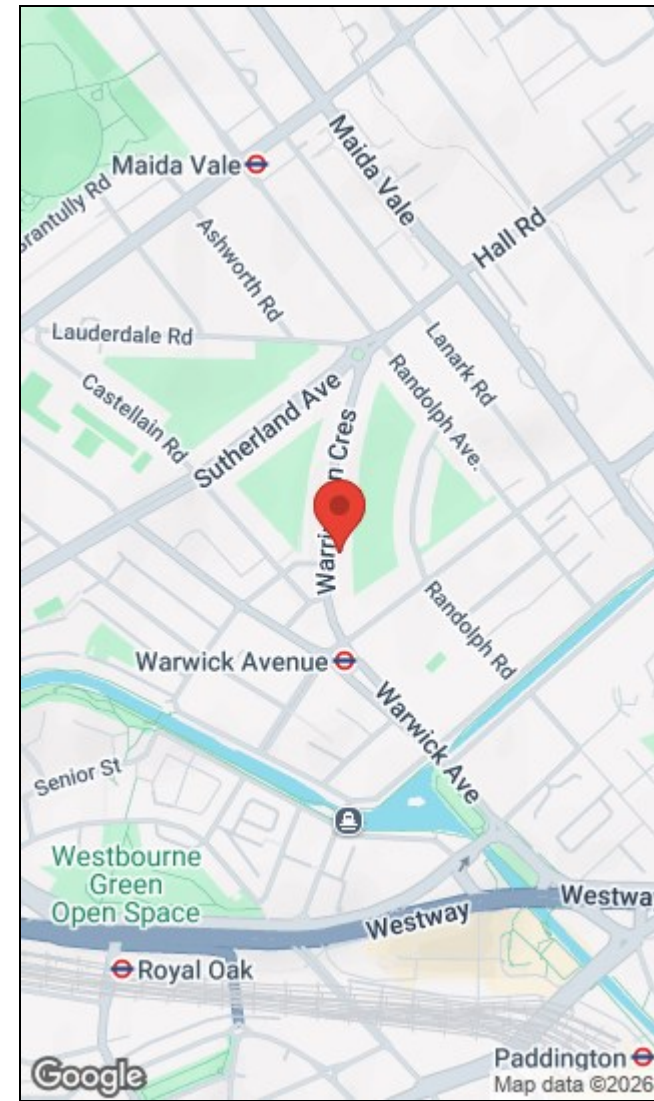 Maida Vale
Maida Vale
Hall Rd
Grantully Rd
Ashworth Rd
Lauderdale Rd
Lanark Rd
Castellain Rd
Randolph Ave.
Sutherland Ave
Cres
Randolph Rd
Warwick Avenue
Warwick Ave
Senior St
Westbourne
Green
Open Space
Westway
Westwa
Royal Oak
Paddington
Google
Map data ©2026